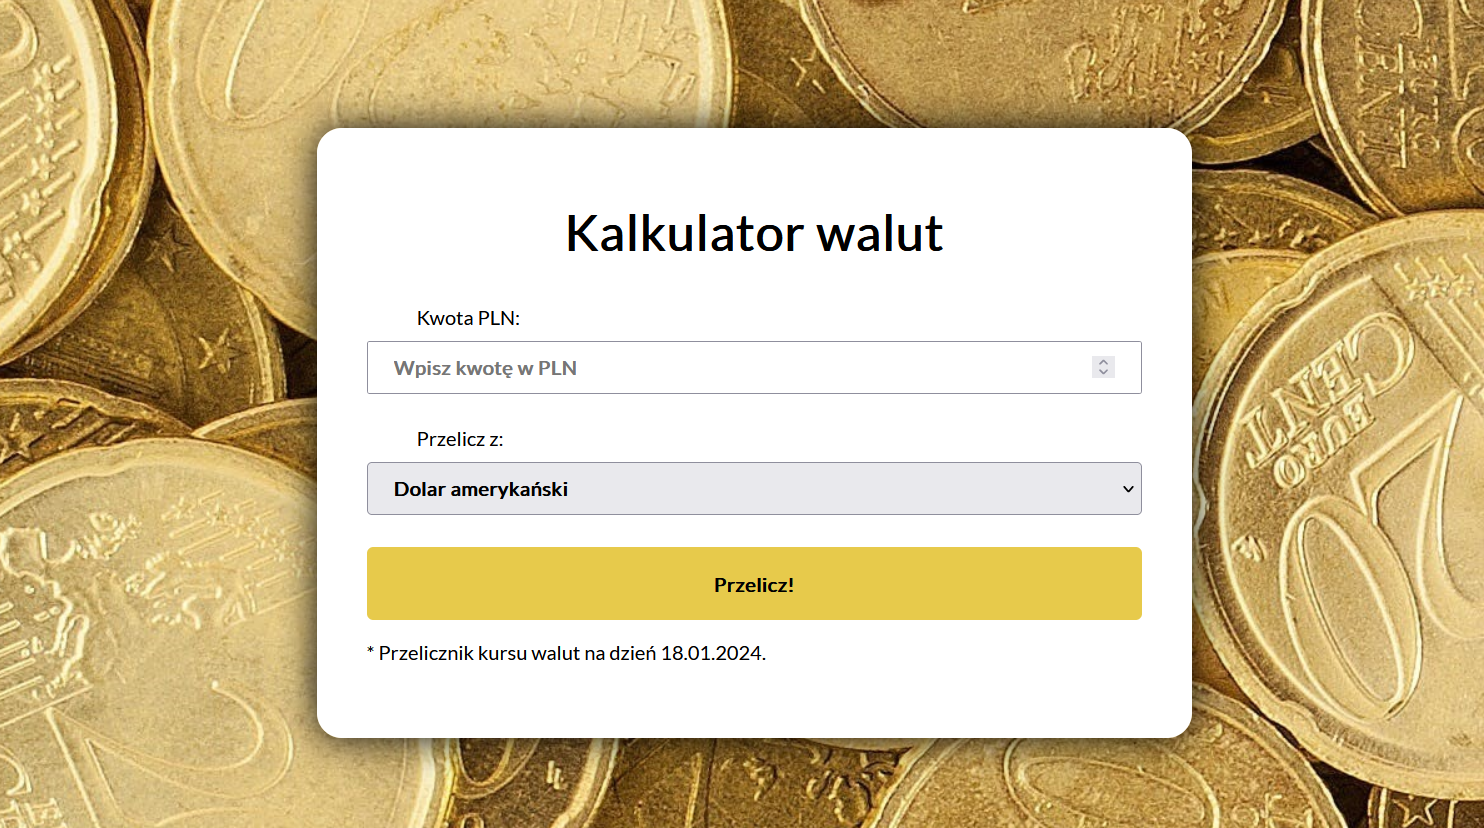 Kalkulator walut
Kwota PLN:
Wpisz kwotę w PLN
Przelicz z:
Dolar amerykański
Przelicz!
* Przelicznik kursu walut na dzień 18.01.2024.
CENT
EURO
20